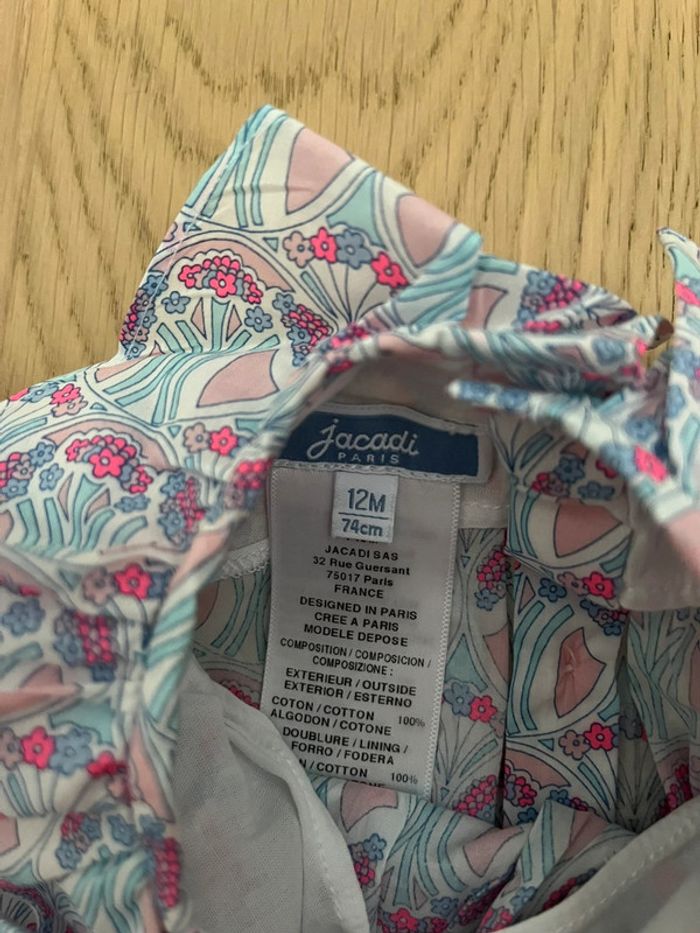 jacadi
PARIS
12M
74cm
JACADI SAS
32 Rue Guersant
75017 Paris
FRANCE
DESIGNED IN PARIS
CREE A PARIS
MODELE DEPOSE
COMPOSITION / COMPOSICION /
COMPOSIZIONE :
EXTERIEUR / OUTSIDE
EXTERIOR / ESTERNO
COTON / COTTON 100%
ALGODON / COTONE
DOUBLURE / LINING /
FORRO / FODERA
/ COTTON 100%